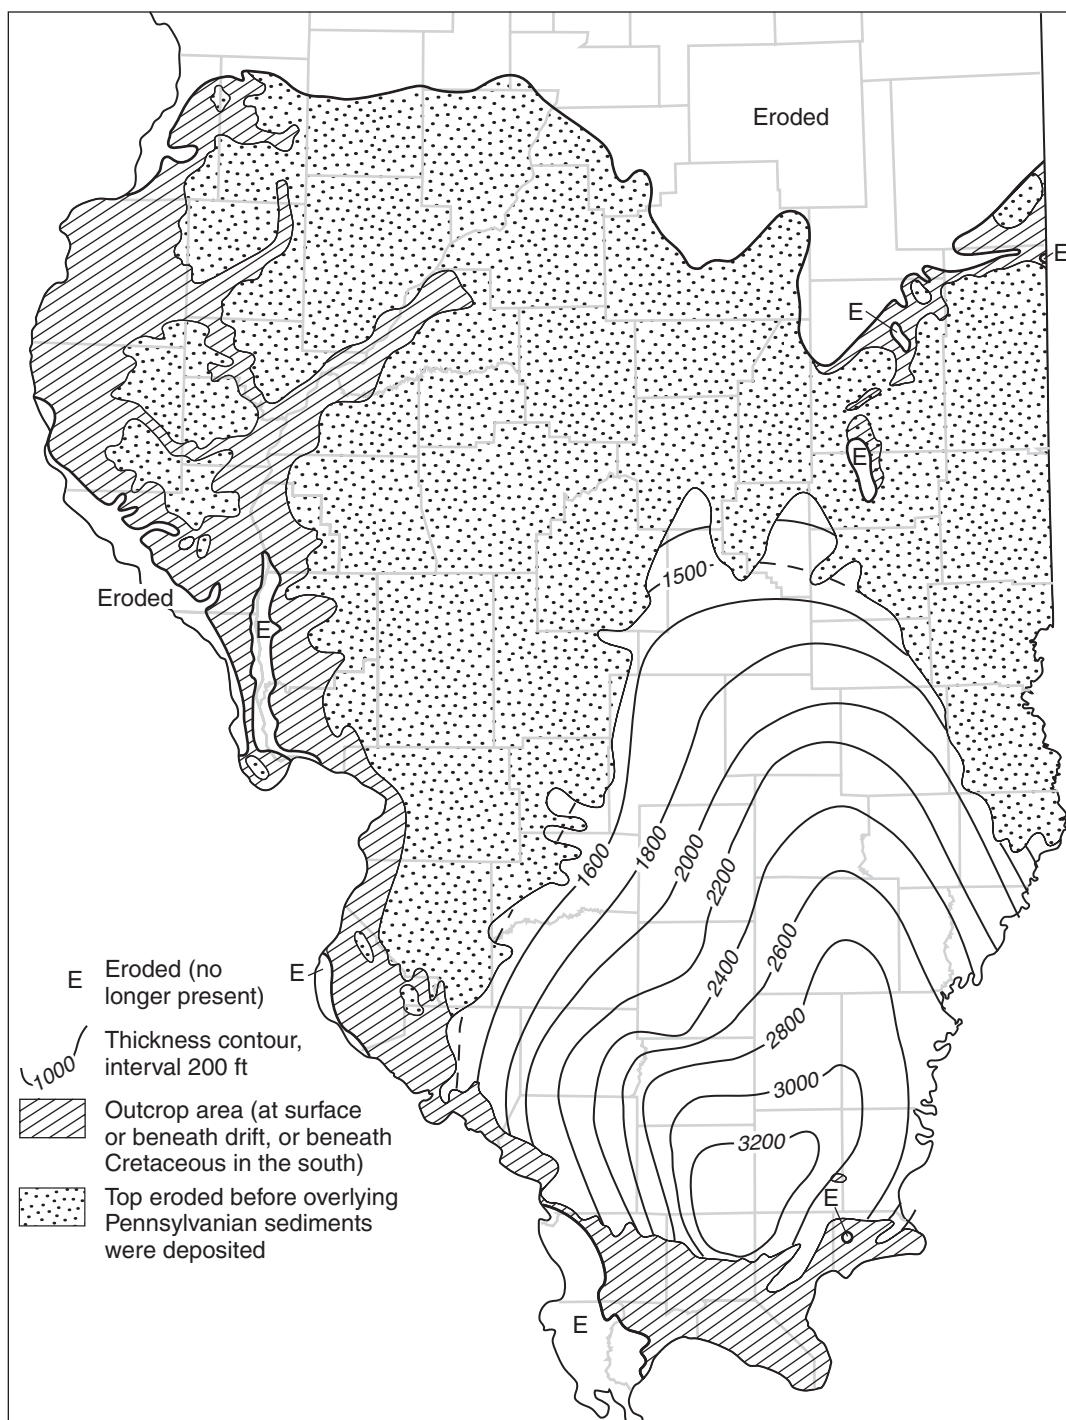 Eroded
E
E
E
1500
Eroded
E
1600
1800
2000
2200
2400
2600
2800
3000
3200
E
E
E
E Eroded (no
longer present)
1000 Thickness contour,
interval 200 ft
Outcrop area (at surface
or beneath drift, or beneath
Cretaceous in the south)
Top eroded before overlying
Pennsylvanian sediments
were deposited